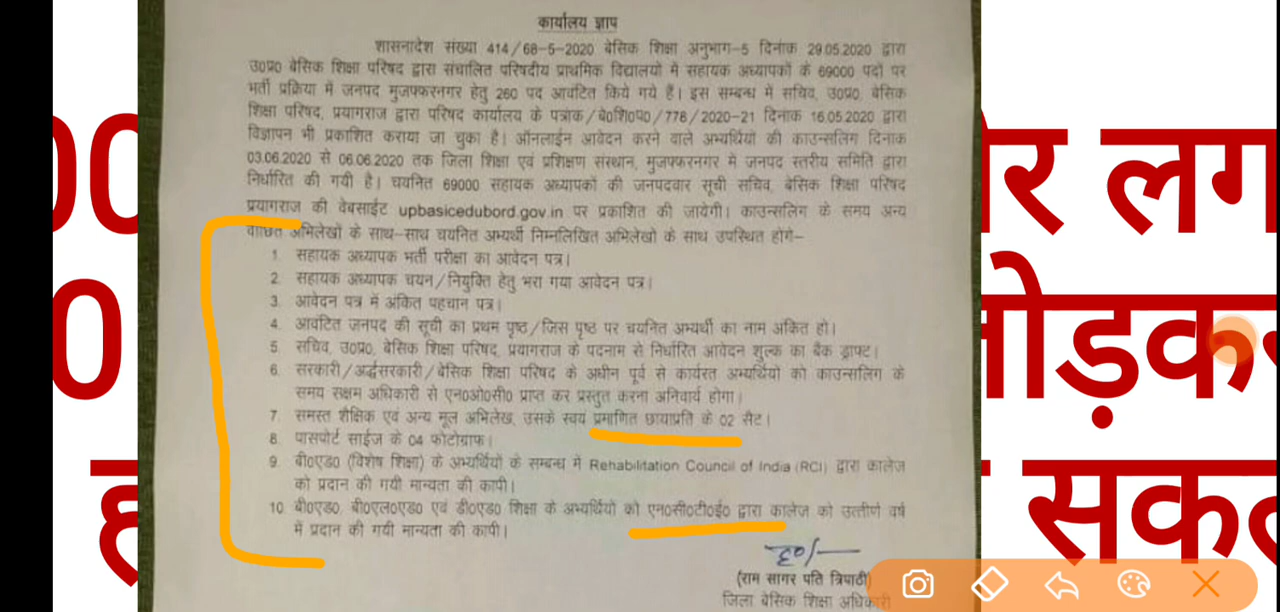 कार्यालय ज्ञाप
शासनादेश संख्या 414/68-5-2020 बेसिक शिक्षा अनुभाग-5 दिनांक 29.05.2020 द्वारा
उ0प्र0 बेसिक शिक्षा परिषद द्वारा संचालित परिषदीय प्राथमिक विद्यालयों में सहायक अध्यापकों के 69000 पदों पर
भर्ती प्रक्रिया में जनपद मुजफ्फरनगर हेतु 260 पद आवंटित किये गये हैं। इस सम्बन्ध में सचिव, उ0प्र0, बेसिक
शिक्षा परिषद, प्रयागराज द्वारा परिषद कार्यालय के पत्रांक/बे0शि0प0/778/2020-21 दिनांक 16.05.2020 द्वारा
विज्ञापन भी प्रकाशित कराया जा चुका है। ऑनलाईन आवेदन करने वाले अभ्यर्थियों की काउन्सलिंग दिनांक
03.06.2020 से 06.06.2020 तक जिला शिक्षा एवं प्रशिक्षण संस्थान, मुजफ्फरनगर में जनपद स्तरीय समिति द्वारा
निर्धारित की गयी है। चयनित 69000 सहायक अध्यापकों की जनपदवार सूची सचिव, बेसिक शिक्षा परिषद
प्रयागराज की वेबसाईट upbasicedubord.gov.in पर प्रकाशित की जायेगी। काउन्सलिंग के समय अन्य
वांछित अभिलेखों के साथ-साथ चयनित अभ्यर्थी निम्नलिखित अभिलेखों के साथ उपस्थित होंगे-
1. सहायक अध्यापक भर्ती परीक्षा का आवेदन पत्र।
2. सहायक अध्यापक चयन/नियुक्ति हेतु भरा गया आवेदन पत्र।
3. आवेदन पत्र में अंकित पहचान पत्र।
4. आवंटित जनपद की सूची का प्रथम पृष्ठ/जिस पृष्ठ पर चयनित अभ्यर्थी का नाम अंकित हो।
5. सचिव, उ0प्र0, बेसिक शिक्षा परिषद, प्रयागराज के पदनाम से निर्धारित आवेदन शुल्क का बैंक ड्राफ्ट।
6. सरकारी/अर्द्धसरकारी/बेसिक शिक्षा परिषद के अधीन पूर्व से कार्यरत अभ्यर्थियों को काउन्सलिंग के
समय सक्षम अधिकारी से एन0ओ0सी0 प्राप्त कर प्रस्तुत करना अनिवार्य होगा।
7. समस्त शैक्षिक एवं अन्य मूल अभिलेख, उसके स्वयं प्रमाणित छायाप्रति के 02 सैट।
8. पासपोर्ट साईज के 04 फोटोग्राफ।
9. बी0एड0 (विशेष शिक्षा) के अभ्यर्थियों के सम्बन्ध में Rehabilitation Council of India (RCI) द्वारा कालेज
को प्रदान की गयी मान्यता की कापी।
10. बी0एड0, बी0एल0एड0 एवं डी0एड0 शिक्षा के अभ्यर्थियों को एन0सी0टी0ई0 द्वारा कालेज को उत्तीर्ण वर्ष
में प्रदान की गयी मान्यता की कापी।
ह0/-
(राम सागर पति त्रिपाठी)
जिला बेसिक शिक्षा अधिकारी